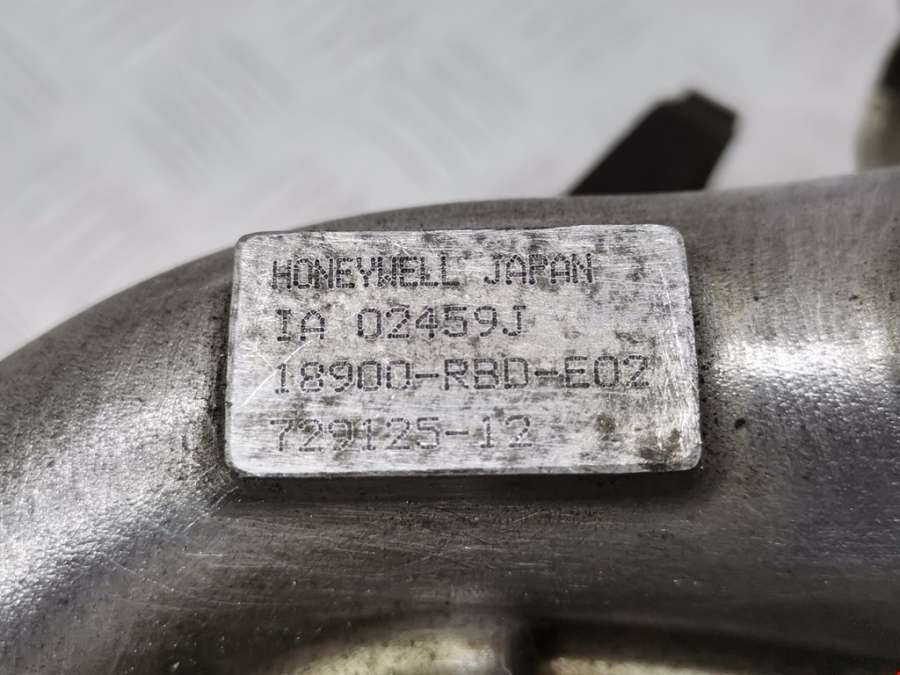 HONEYWELL JAPAN
IA 02459J
18900-RBD-E02
729125-12